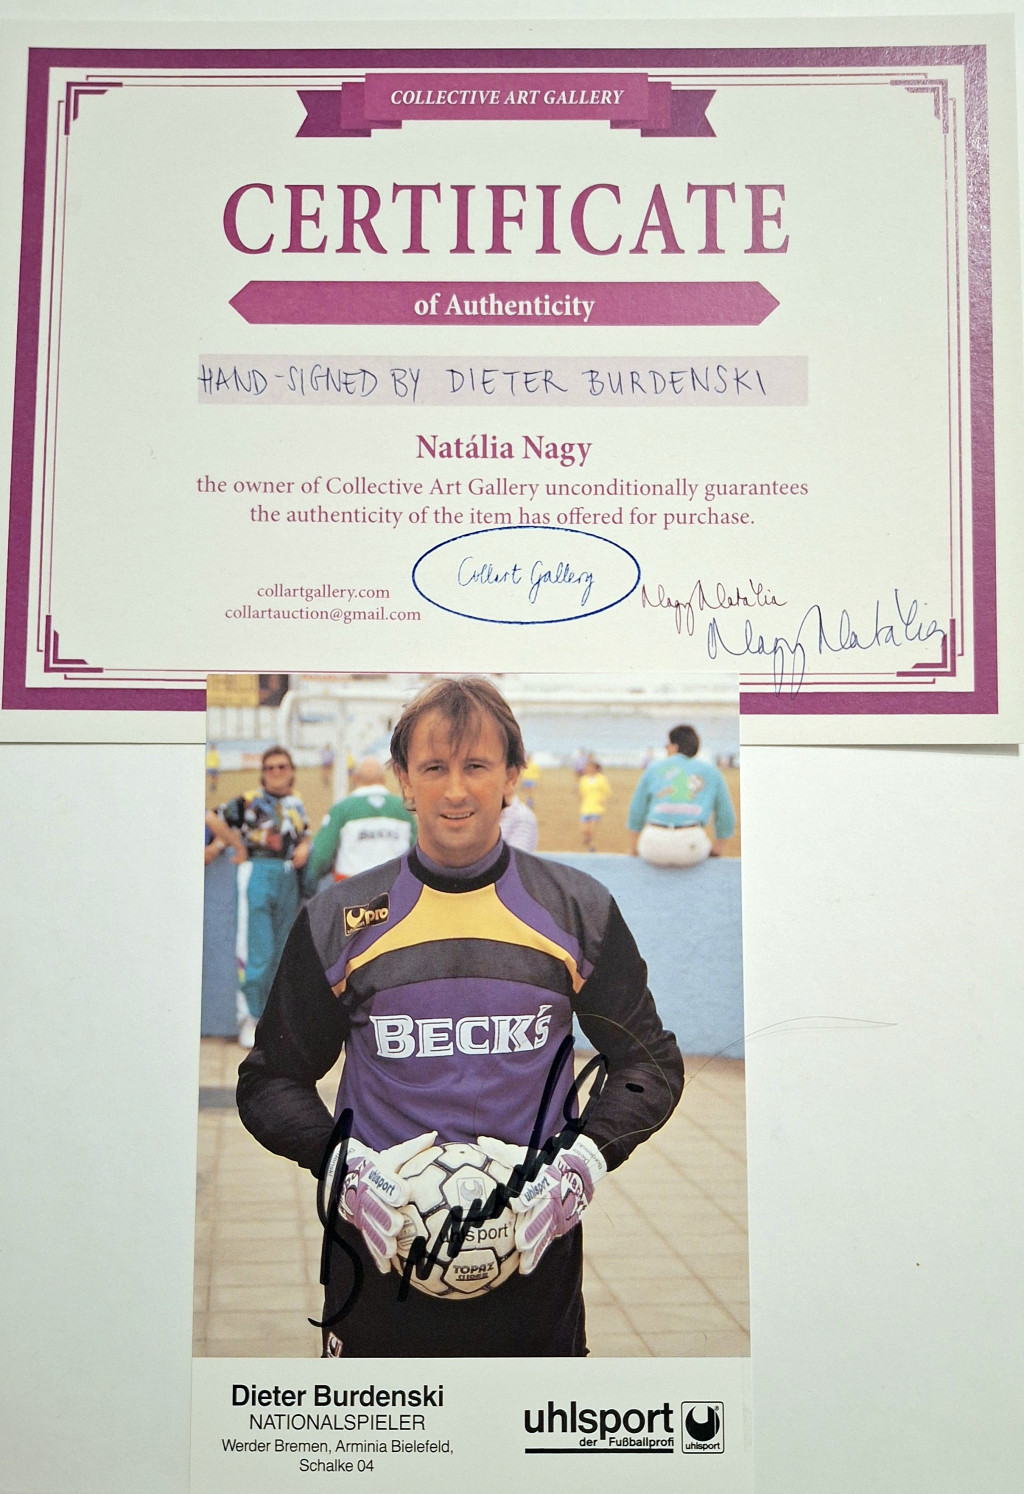 COLLECTIVE ART GALLERY
CERTIFICATE
of Authenticity
HAND-SIGNED BY DIETER BURDENSKI
Natália Nagy
the owner of Collective Art Gallery unconditionally guarantees
the authenticity of the item has offered for purchase.
Collart Gallery
collartgallery.com
collartauction@gmail.com
Nagy Natália
Nagy Natália
BECK'S
pro
BECK'S
uhlsport
uhlsport
uhlsport
TOPAZ
Dieter Burdenski
NATIONALSPIELER
Werder Bremen, Arminia Bielefeld,
Schalke 04
uhlsport
der Fußballprofi
uhlsport